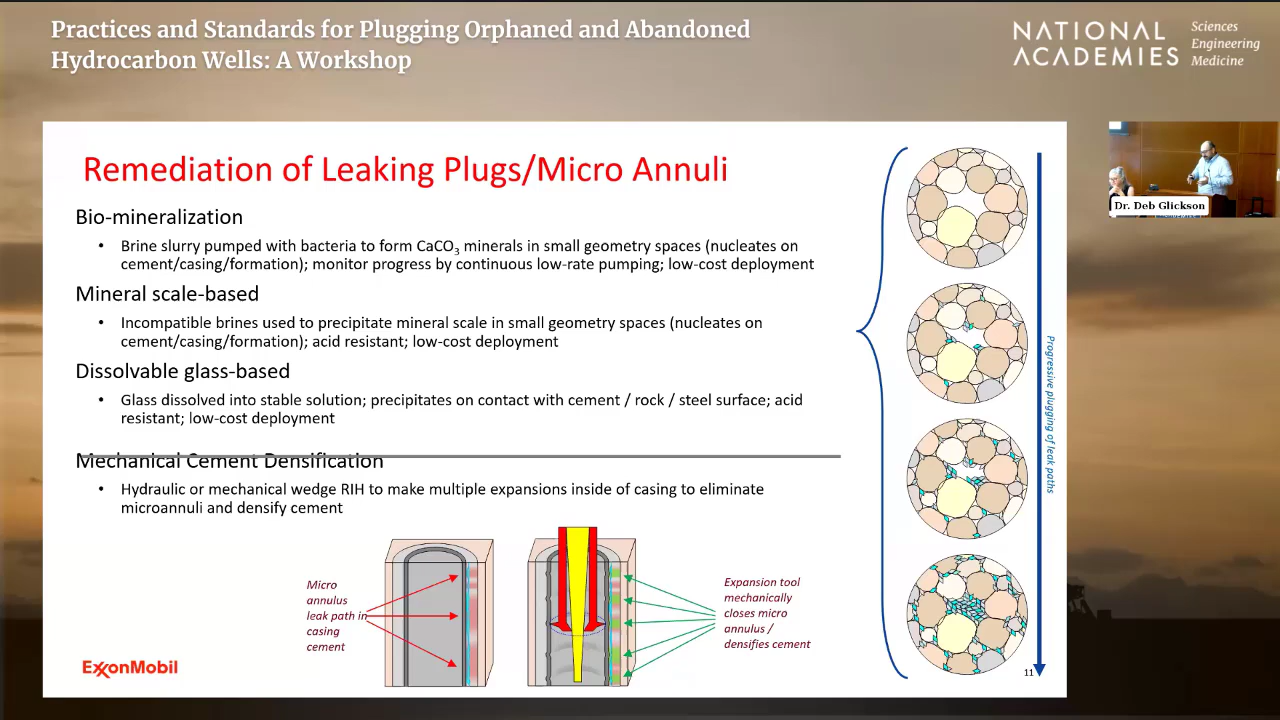 Practices and Standards for Plugging Orphaned and Abandoned
Hydrocarbon Wells: A Workshop
NATIONAL
ACADEMIES
Sciences
Engineering
Medicine
Remediation of Leaking Plugs/Micro Annuli
Bio-mineralization
• Brine slurry pumped with bacteria to form CaCO₃ minerals in small geometry spaces (nucleates on
cement/casing/formation); monitor progress by continuous low-rate pumping; low-cost deployment
Mineral scale-based
• Incompatible brines used to precipitate mineral scale in small geometry spaces (nucleates on
cement/casing/formation); acid resistant; low-cost deployment
Dissolvable glass-based
• Glass dissolved into stable solution; precipitates on contact with cement / rock / steel surface; acid
resistant; low-cost deployment
Mechanical Cement Densification
• Hydraulic or mechanical wedge RIH to make multiple expansions inside of casing to eliminate
microannuli and densify cement
Micro
annulus
leak path in
casing
cement
Expansion tool
mechanically
closes micro
annulus /
densifies cement
Progressive plugging of leak paths
ExxonMobil
11
Dr. Deb Glickson